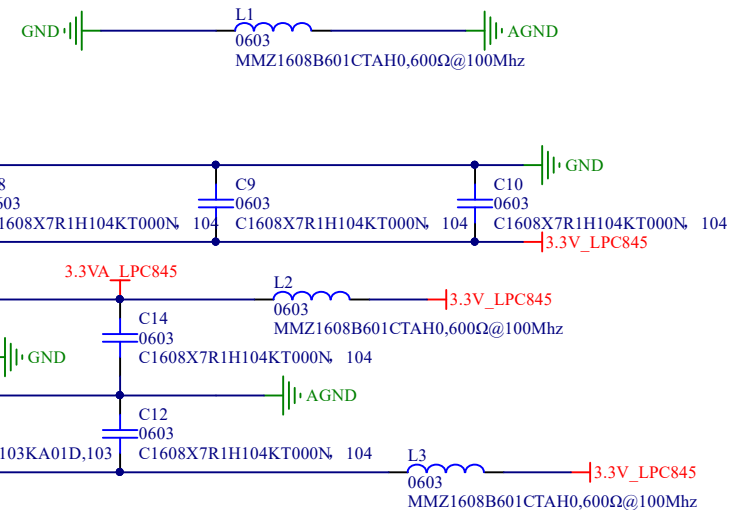 L1
GND
AGND
0603
MMZ1608B601CTAH0,600Ω@100Mhz
GND
8
C9
C10
603
0603
0603
1608X7R1H104KT000N, 104
C1608X7R1H104KT000N, 104
C1608X7R1H104KT000N, 104
3.3V_LPC845
3.3VA_LPC845
L2
3.3V_LPC845
0603
C14
MMZ1608B601CTAH0,600Ω@100Mhz
0603
GND
C1608X7R1H104KT000N, 104
AGND
C12
0603
103KA01D,103
C1608X7R1H104KT000N, 104
L3
3.3V_LPC845
0603
MMZ1608B601CTAH0,600Ω@100Mhz